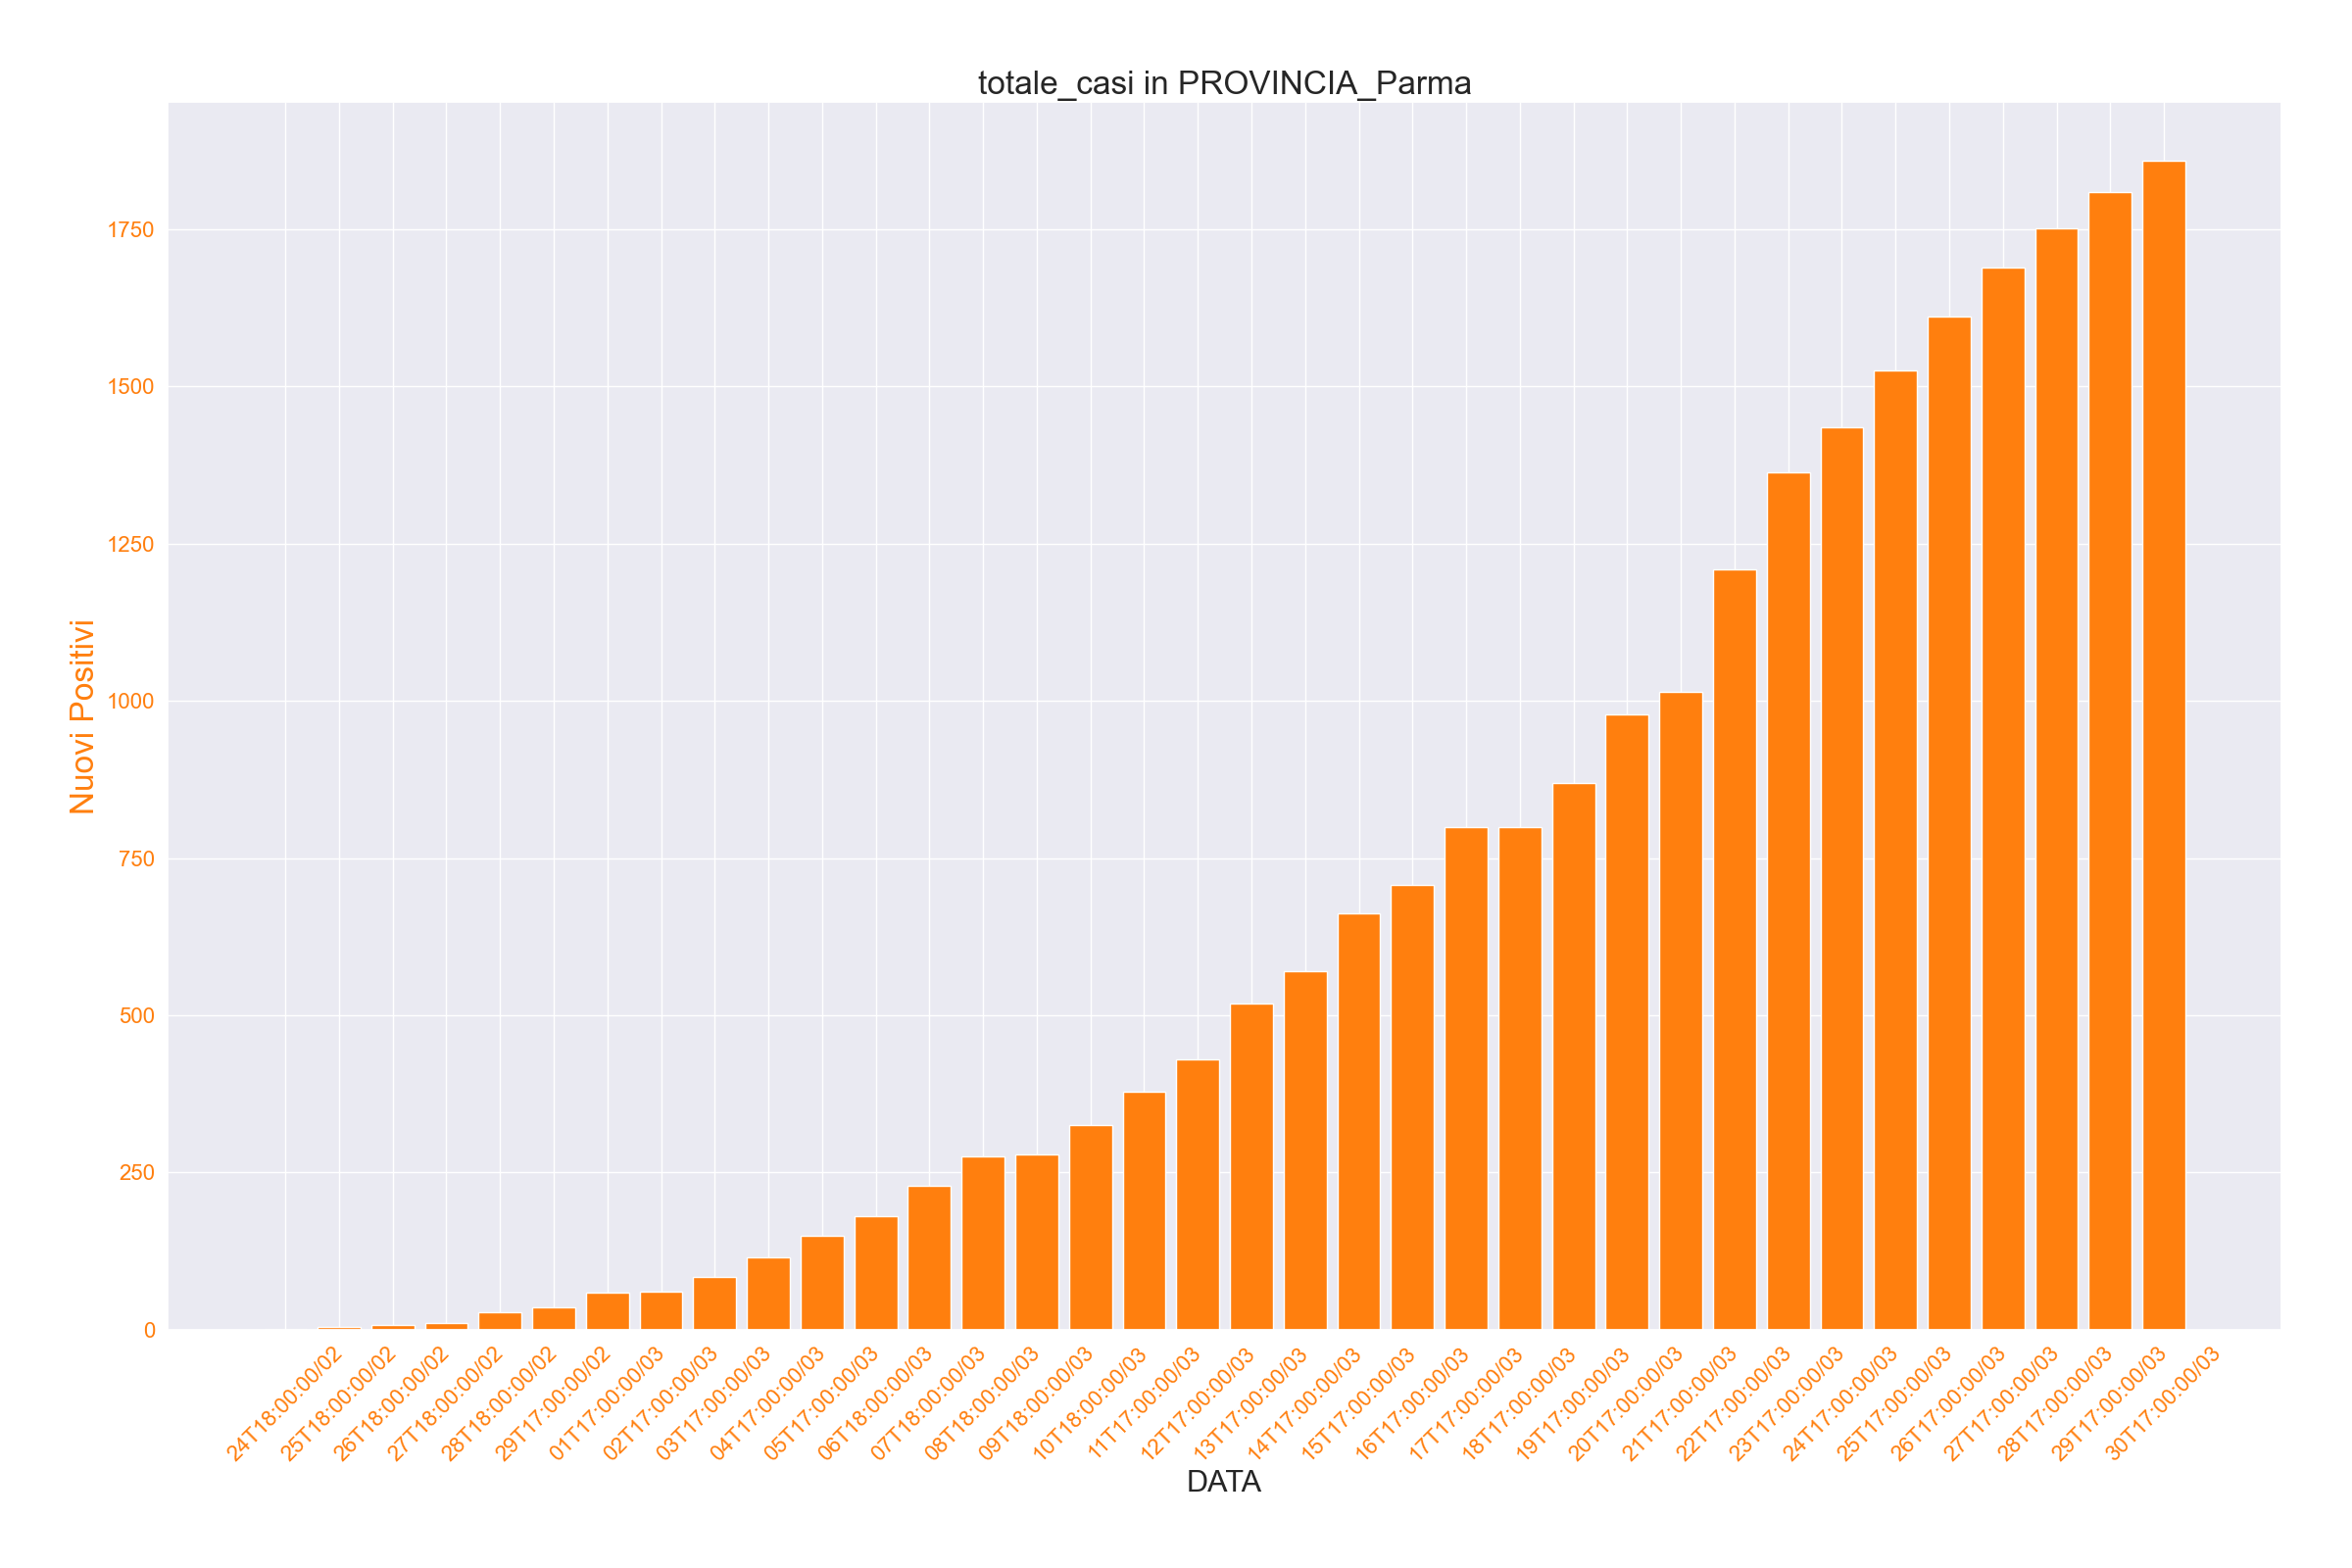 totale_casi in PROVINCIA_Parma
Nuovi Positivi
1750
1500
1250
1000
750
500
250
0
24T18:00:00/02
25T18:00:00/02
26T18:00:00/02
27T18:00:00/02
28T18:00:00/02
29T17:00:00/02
01T17:00:00/03
02T17:00:00/03
03T17:00:00/03
04T17:00:00/03
05T17:00:00/03
06T18:00:00/03
07T18:00:00/03
08T18:00:00/03
09T18:00:00/03
10T18:00:00/03
11T17:00:00/03
12T17:00:00/03
13T17:00:00/03
14T17:00:00/03
15T17:00:00/03
16T17:00:00/03
17T17:00:00/03
18T17:00:00/03
19T17:00:00/03
20T17:00:00/03
21T17:00:00/03
22T17:00:00/03
23T17:00:00/03
24T17:00:00/03
25T17:00:00/03
26T17:00:00/03
27T17:00:00/03
28T17:00:00/03
29T17:00:00/03
30T17:00:00/03
DATA